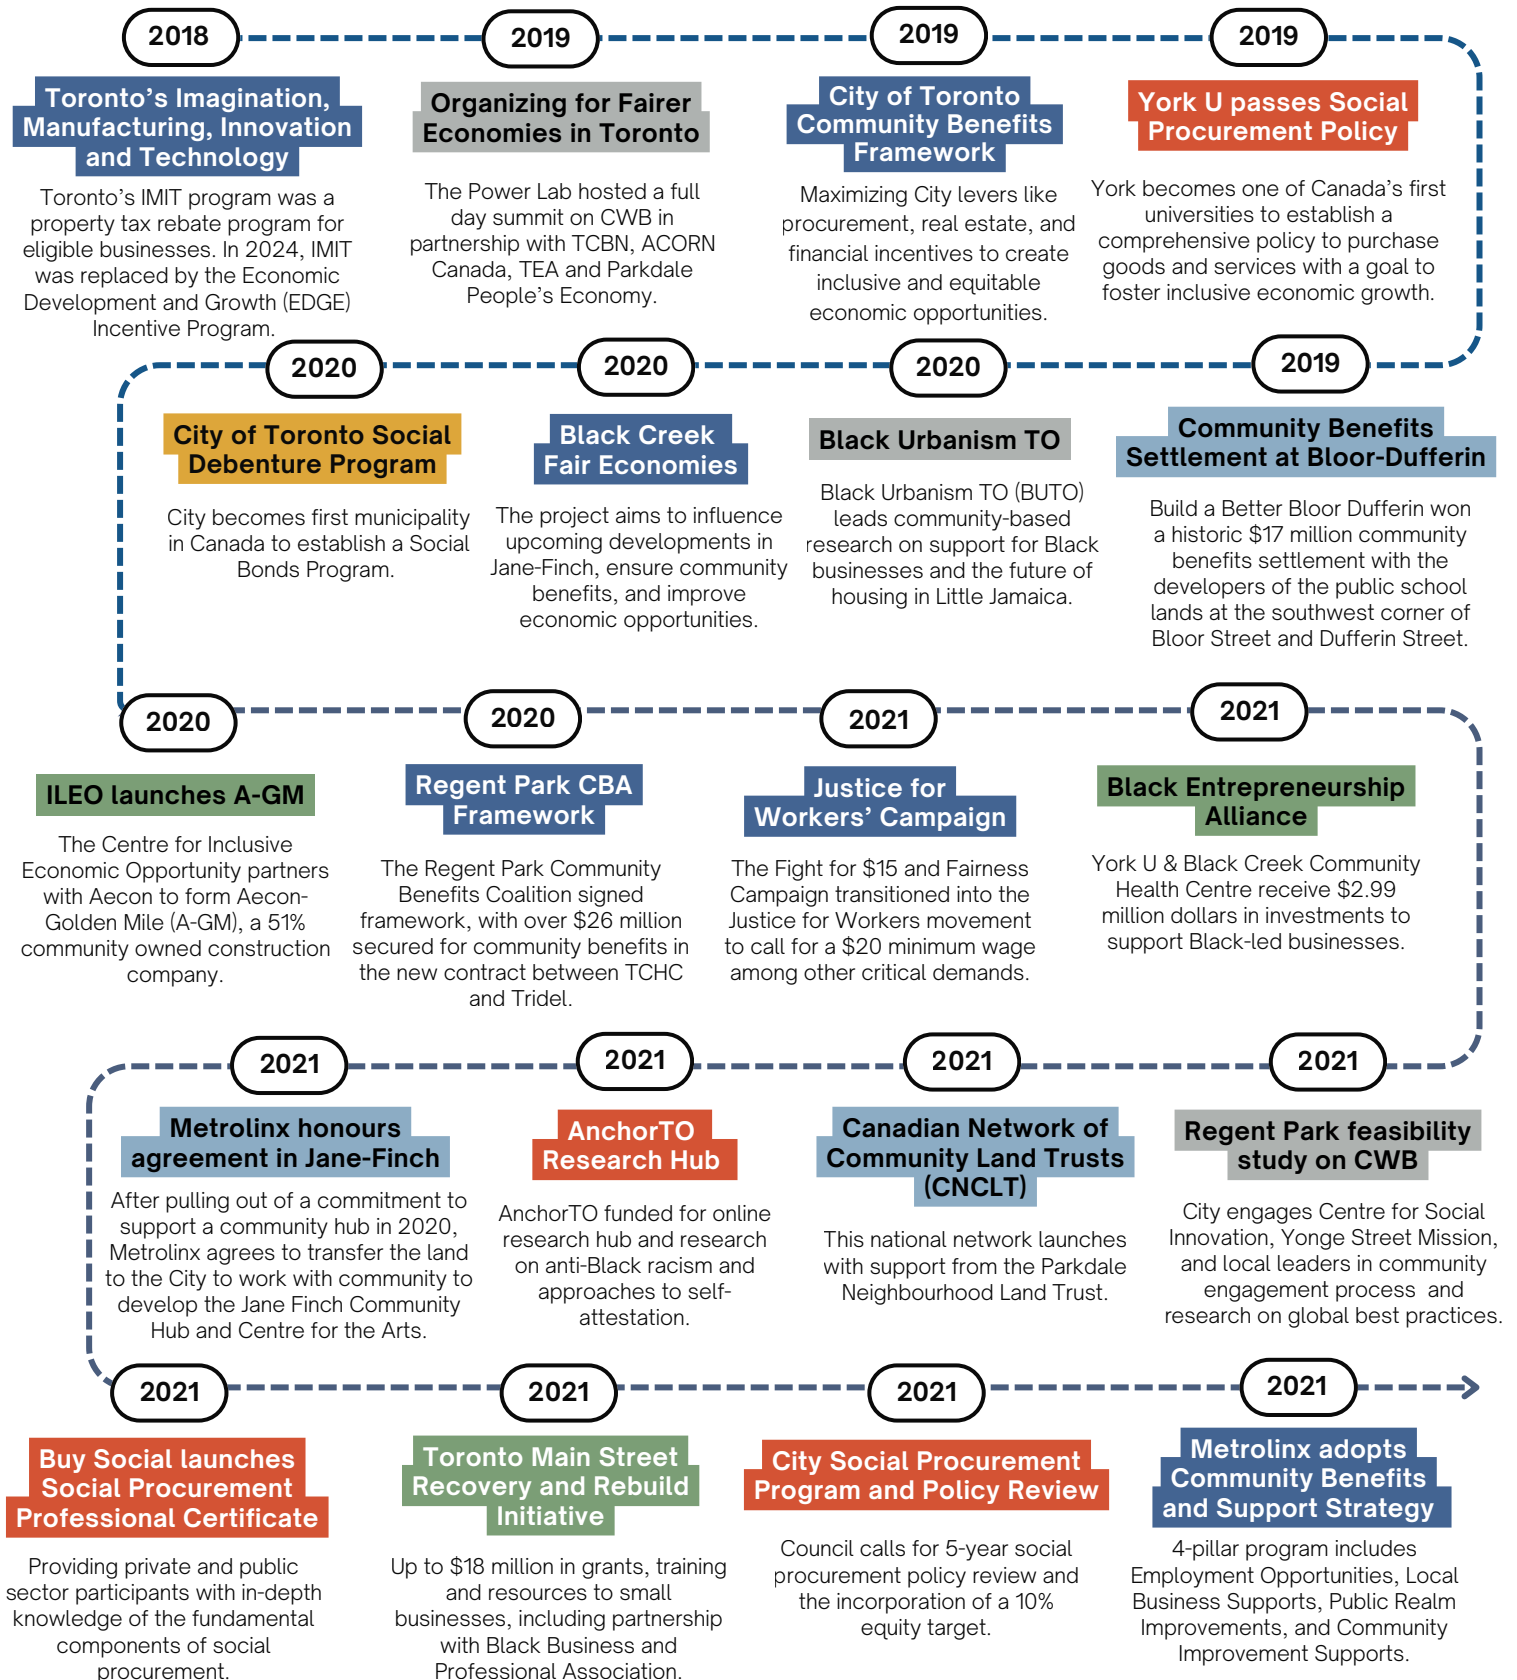 2018
Toronto's Imagination,
Manufacturing, Innovation
and Technology
Toronto's IMIT program was a
property tax rebate program for
eligible businesses. In 2024, IMIT
was replaced by the Economic
Development and Growth (EDGE)
Incentive Program.
2019
Organizing for Fairer
Economies in Toronto
The Power Lab hosted a full
day summit on CWB in
partnership with TCBN, ACORN
Canada, TEA and Parkdale
People's Economy.
2019
City of Toronto
Community Benefits
Framework
Maximizing City levers like
procurement, real estate, and
financial incentives to create
inclusive and equitable
economic opportunities.
2019
York U passes Social
Procurement Policy
York becomes one of Canada's first
universities to establish a
comprehensive policy to purchase
goods and services with a goal to
foster inclusive economic growth.
2020
City of Toronto Social
Debenture Program
City becomes first municipality
in Canada to establish a Social
Bonds Program.
2020
Black Creek
Fair Economies
The project aims to influence
upcoming developments in
Jane-Finch, ensure community
benefits, and improve
economic opportunities.
2020
Black Urbanism TO
Black Urbanism TO (BUTO)
leads community-based
research on support for Black
businesses and the future of
housing in Little Jamaica.
2019
Community Benefits
Settlement at Bloor-Dufferin
Build a Better Bloor Dufferin won
a historic $17 million community
benefits settlement with the
developers of the public school
lands at the southwest corner of
Bloor Street and Dufferin Street.
2020
ILEO launches A-GM
The Centre for Inclusive
Economic Opportunity partners
with Aecon to form Aecon-
Golden Mile (A-GM), a 51%
community owned construction
company.
2020
Regent Park CBA
Framework
The Regent Park Community
Benefits Coalition signed
framework, with over $26 million
secured for community benefits in
the new contract between TCHC
and Tridel.
2021
Justice for
Workers' Campaign
The Fight for $15 and Fairness
Campaign transitioned into the
Justice for Workers movement
to call for a $20 minimum wage
among other critical demands.
2021
Black Entrepreneurship
Alliance
York U & Black Creek Community
Health Centre receive $2.99
million dollars in investments to
support Black-led businesses.
2021
Metrolinx honours
agreement in Jane-Finch
After pulling out of a commitment to
support a community hub in 2020,
Metrolinx agrees to transfer the land
to the City to work with community to
develop the Jane Finch Community
Hub and Centre for the Arts.
2021
AnchorTO
Research Hub
AnchorTO funded for online
research hub and research
on anti-Black racism and
approaches to self-
attestation.
2021
Canadian Network of
Community Land Trusts
(CNCLT)
This national network launches
with support from the Parkdale
Neighbourhood Land Trust.
2021
Regent Park feasibility
study on CWB
City engages Centre for Social
Innovation, Yonge Street Mission,
and local leaders in community
engagement process and
research on global best practices.
2021
Buy Social launches
Social Procurement
Professional Certificate
Providing private and public
sector participants with in-depth
knowledge of the fundamental
components of social
procurement.
2021
Toronto Main Street
Recovery and Rebuild
Initiative
Up to $18 million in grants, training
and resources to small
businesses, including partnership
with Black Business and
Professional Association.
2021
City Social Procurement
Program and Policy Review
Council calls for 5-year social
procurement policy review and
the incorporation of a 10%
equity target.
2021
Metrolinx adopts
Community Benefits
and Support Strategy
4-pillar program includes
Employment Opportunities, Local
Business Supports, Public Realm
Improvements, and Community
Improvement Supports.